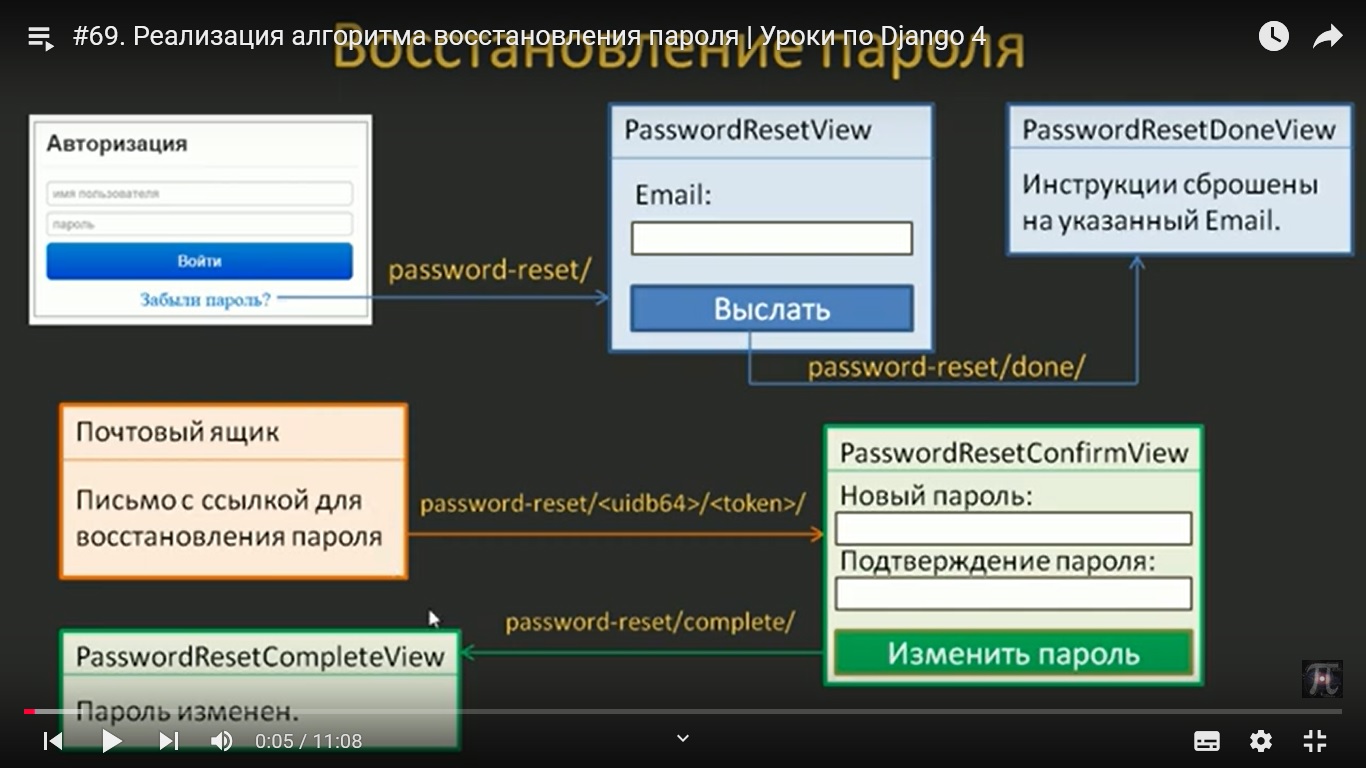 #69. Реализация алгоритма восстановления пароля | Уроки по Django 4
Восстановление пароля
Авторизация
имя пользователя
пароль
Войти
Забыли пароль?
password-reset/
PasswordResetView
Email:
Выслать
password-reset/done/
PasswordResetDoneView
Инструкции сброшены
на указанный Email.
Почтовый ящик
Письмо с ссылкой для
восстановления пароля
password-reset/<uidb64>/<token>/
PasswordResetConfirmView
Новый пароль:
Подтверждение пароля:
Изменить пароль
password-reset/complete/
PasswordResetCompleteView
Пароль изменен.
0:05 / 11:08